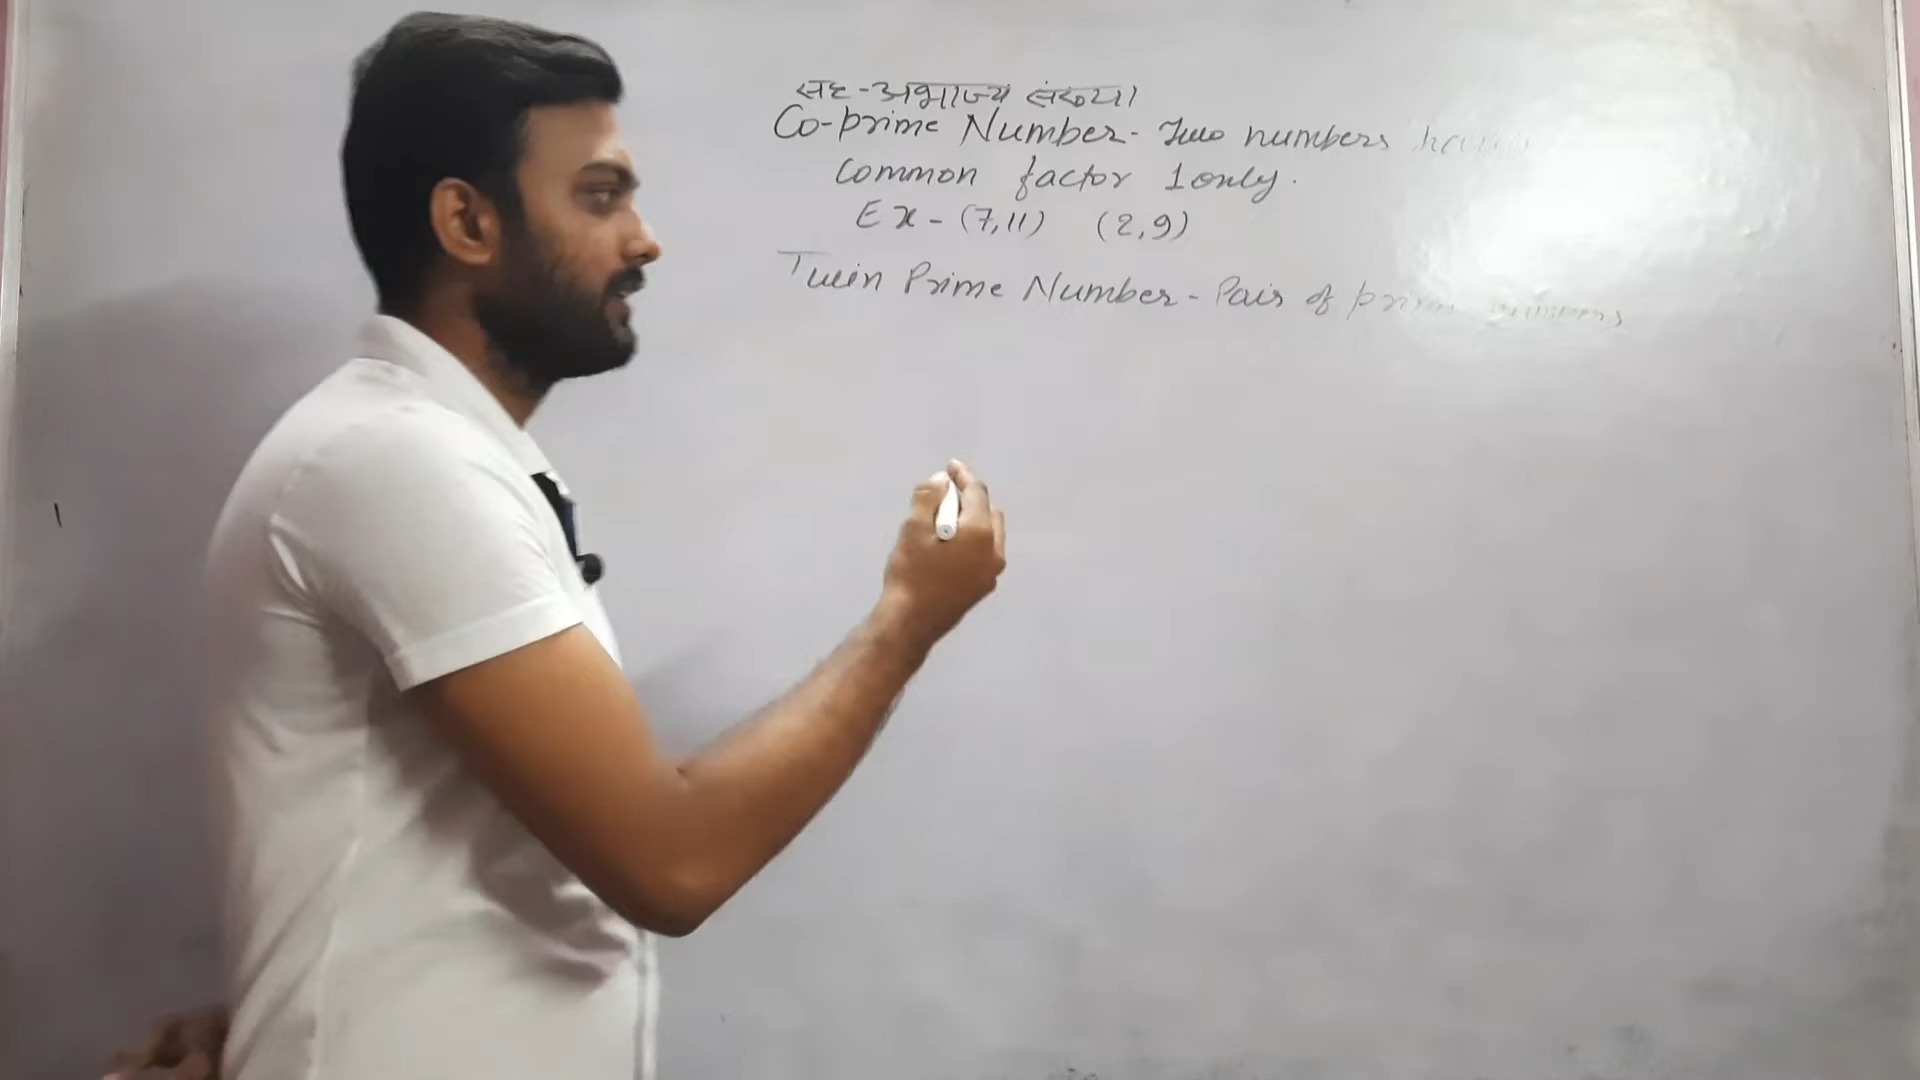 सह-अभाज्य संख्या
Co-prime Number- Two numbers having
Common factor 1 only.
Ex - (7,11) (2,9)
Twin Prime Number - Pair of prime numbers